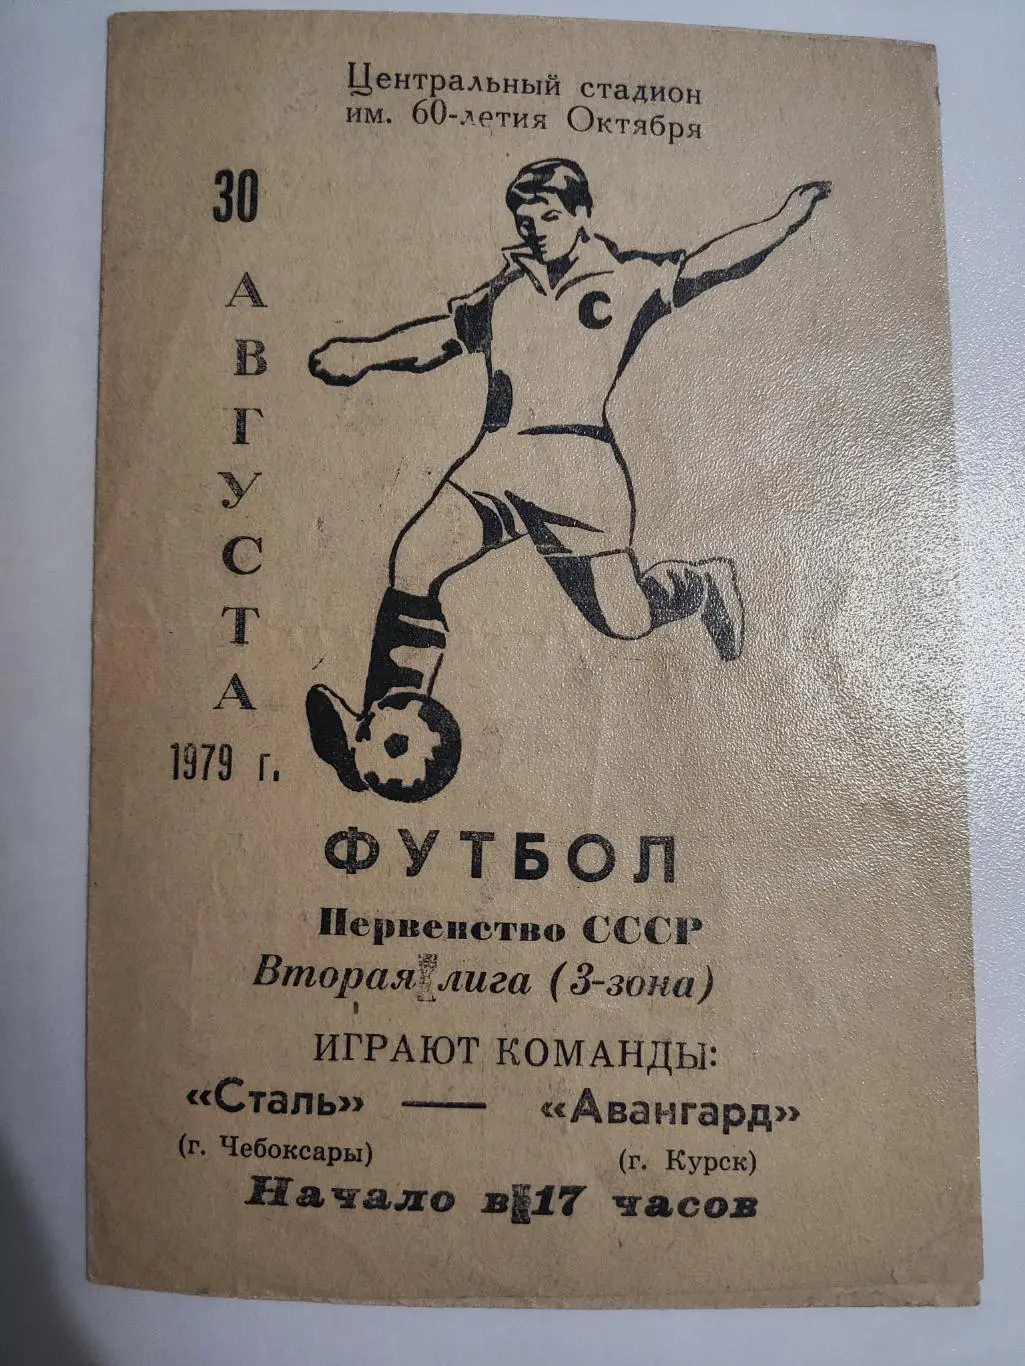 Центральный стадион
им. 60-летия Октября
30
АВГУСТА
1979 г.
С
ФУТБОЛ
Первенство СССР
Вторая лига (3-зона)
ИГРАЮТ КОМАНДЫ:
«Сталь» — «Авангард»
(г. Чебоксары) (г. Курск)
Начало в 17 часов